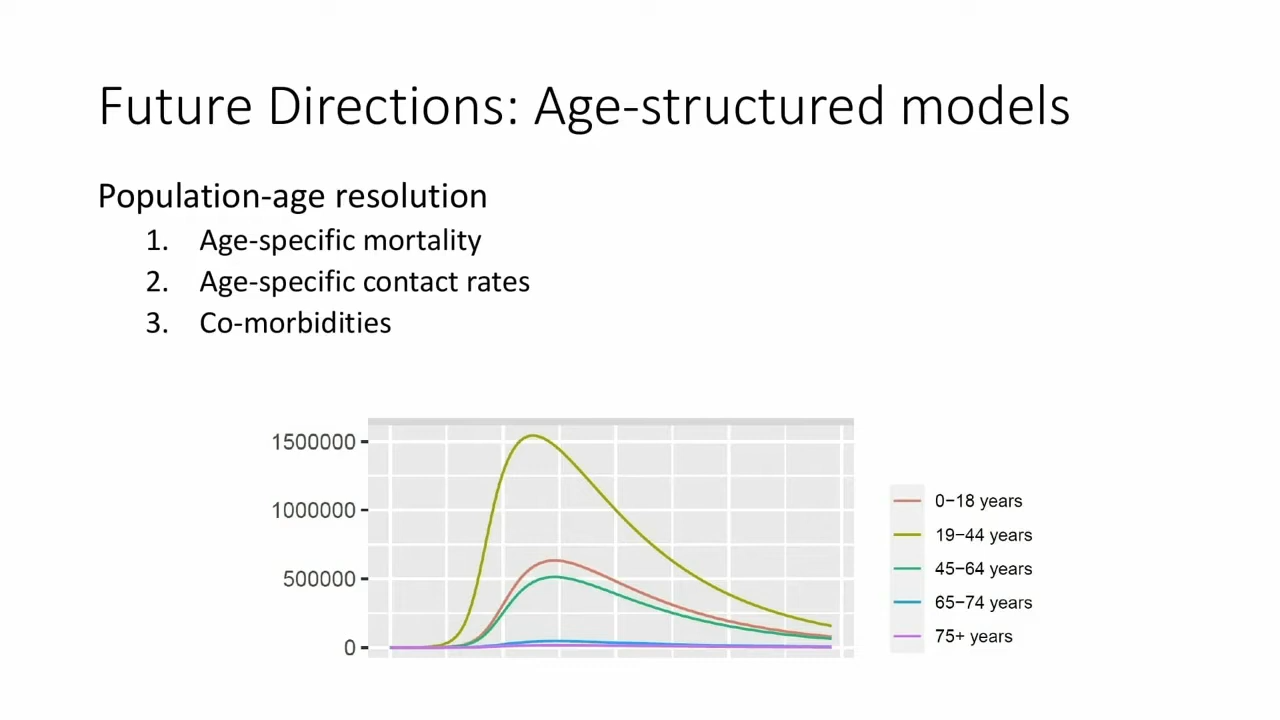 Future Directions: Age-structured models
Population-age resolution
1. Age-specific mortality
2. Age-specific contact rates
3. Co-morbidities
1500000
1000000
500000
0
0−18 years
19−44 years
45−64 years
65−74 years
75+ years